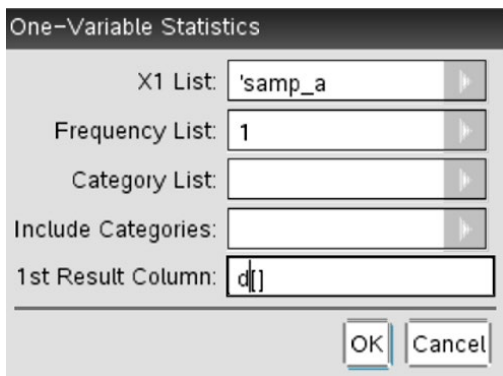 One-Variable Statistics
X1 List: 'samp_a
Frequency List: 1
Category List:
Include Categories:
1st Result Column: d[]
OK Cancel